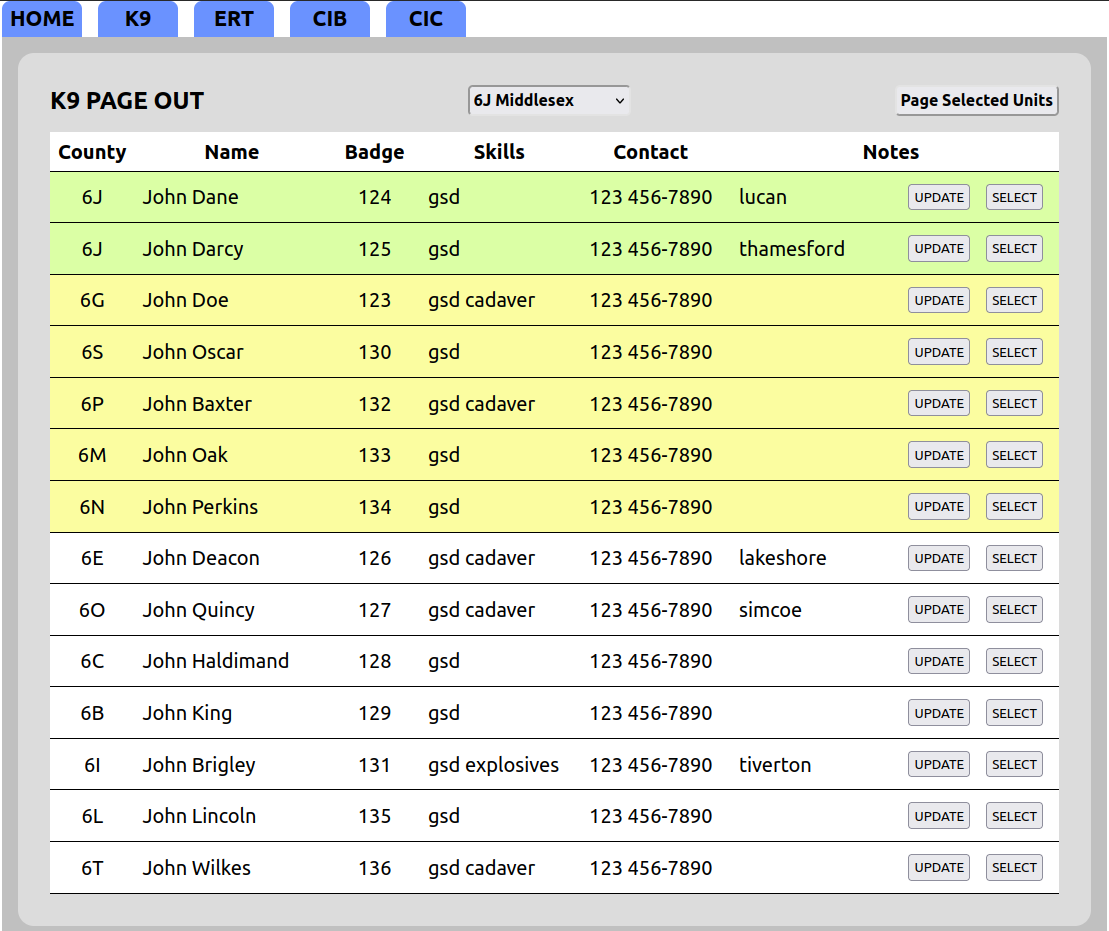 HOME K9 ERT CIB CIC
K9 PAGE OUT 6J Middlesex Page Selected Units
County Name Badge Skills Contact Notes
6J John Dane 124 gsd 123 456-7890 lucan UPDATE SELECT
6J John Darcy 125 gsd 123 456-7890 thamesford UPDATE SELECT
6G John Doe 123 gsd cadaver 123 456-7890 UPDATE SELECT
6S John Oscar 130 gsd 123 456-7890 UPDATE SELECT
6P John Baxter 132 gsd cadaver 123 456-7890 UPDATE SELECT
6M John Oak 133 gsd 123 456-7890 UPDATE SELECT
6N John Perkins 134 gsd 123 456-7890 UPDATE SELECT
6E John Deacon 126 gsd cadaver 123 456-7890 lakeshore UPDATE SELECT
6O John Quincy 127 gsd cadaver 123 456-7890 simcoe UPDATE SELECT
6C John Haldimand 128 gsd 123 456-7890 UPDATE SELECT
6B John King 129 gsd 123 456-7890 UPDATE SELECT
6I John Brigley 131 gsd explosives 123 456-7890 tiverton UPDATE SELECT
6L John Lincoln 135 gsd 123 456-7890 UPDATE SELECT
6T John Wilkes 136 gsd cadaver 123 456-7890 UPDATE SELECT